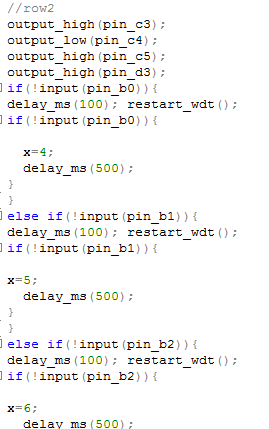 //row2
output_high(pin_c3);
output_low(pin_c4);
output_high(pin_c5);
output_high(pin_d3);
if(!input(pin_b0)){
delay_ms(100); restart_wdt();
if(!input(pin_b0)){
x=4;
delay_ms(500);
}
}
else if(!input(pin_b1)){
delay_ms(100); restart_wdt();
if(!input(pin_b1)){
x=5;
delay_ms(500);
}
}
else if(!input(pin_b2)){
delay_ms(100); restart_wdt();
if(!input(pin_b2)){
x=6;
delay_ms(500);